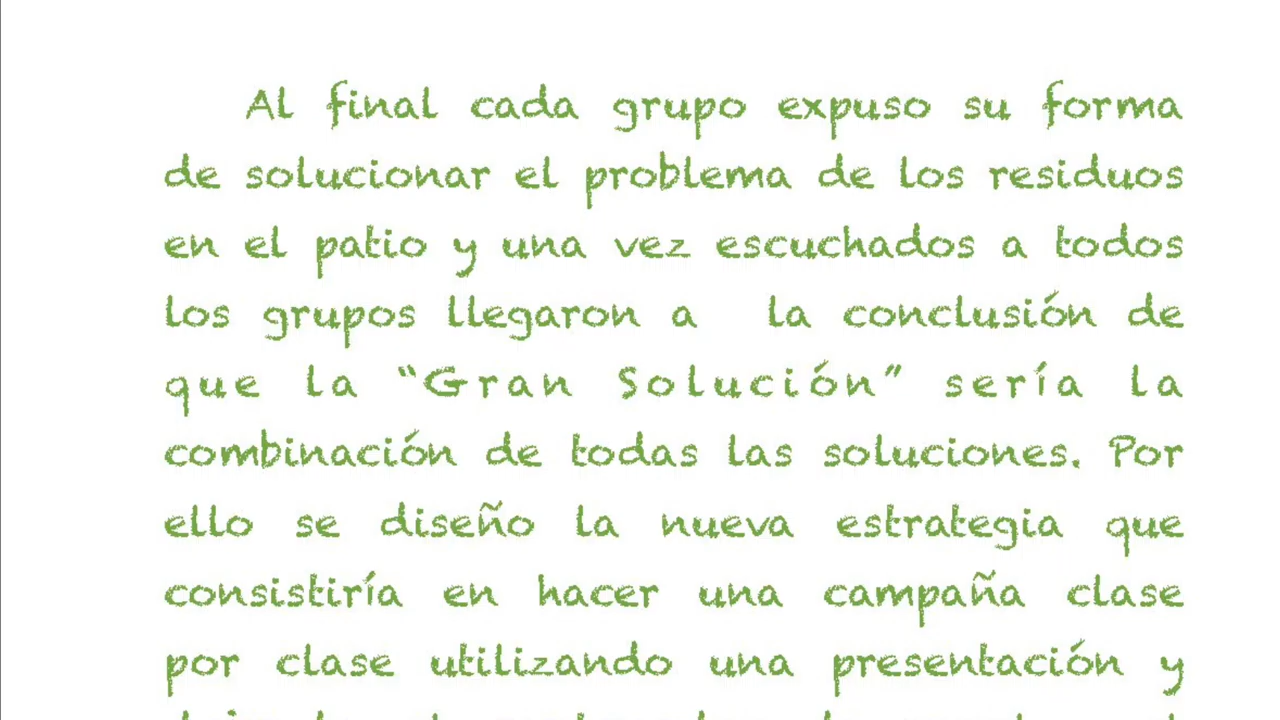 Al final cada grupo expuso su forma
de solucionar el problema de los residuos
en el patio y una vez escuchados a todos
los grupos llegaron a la conclusión de
que la “Gran Solución” sería la
combinación de todas las soluciones. Por
ello se diseño la nueva estrategia que
consistiría en hacer una campaña clase
por clase utilizando una presentación y